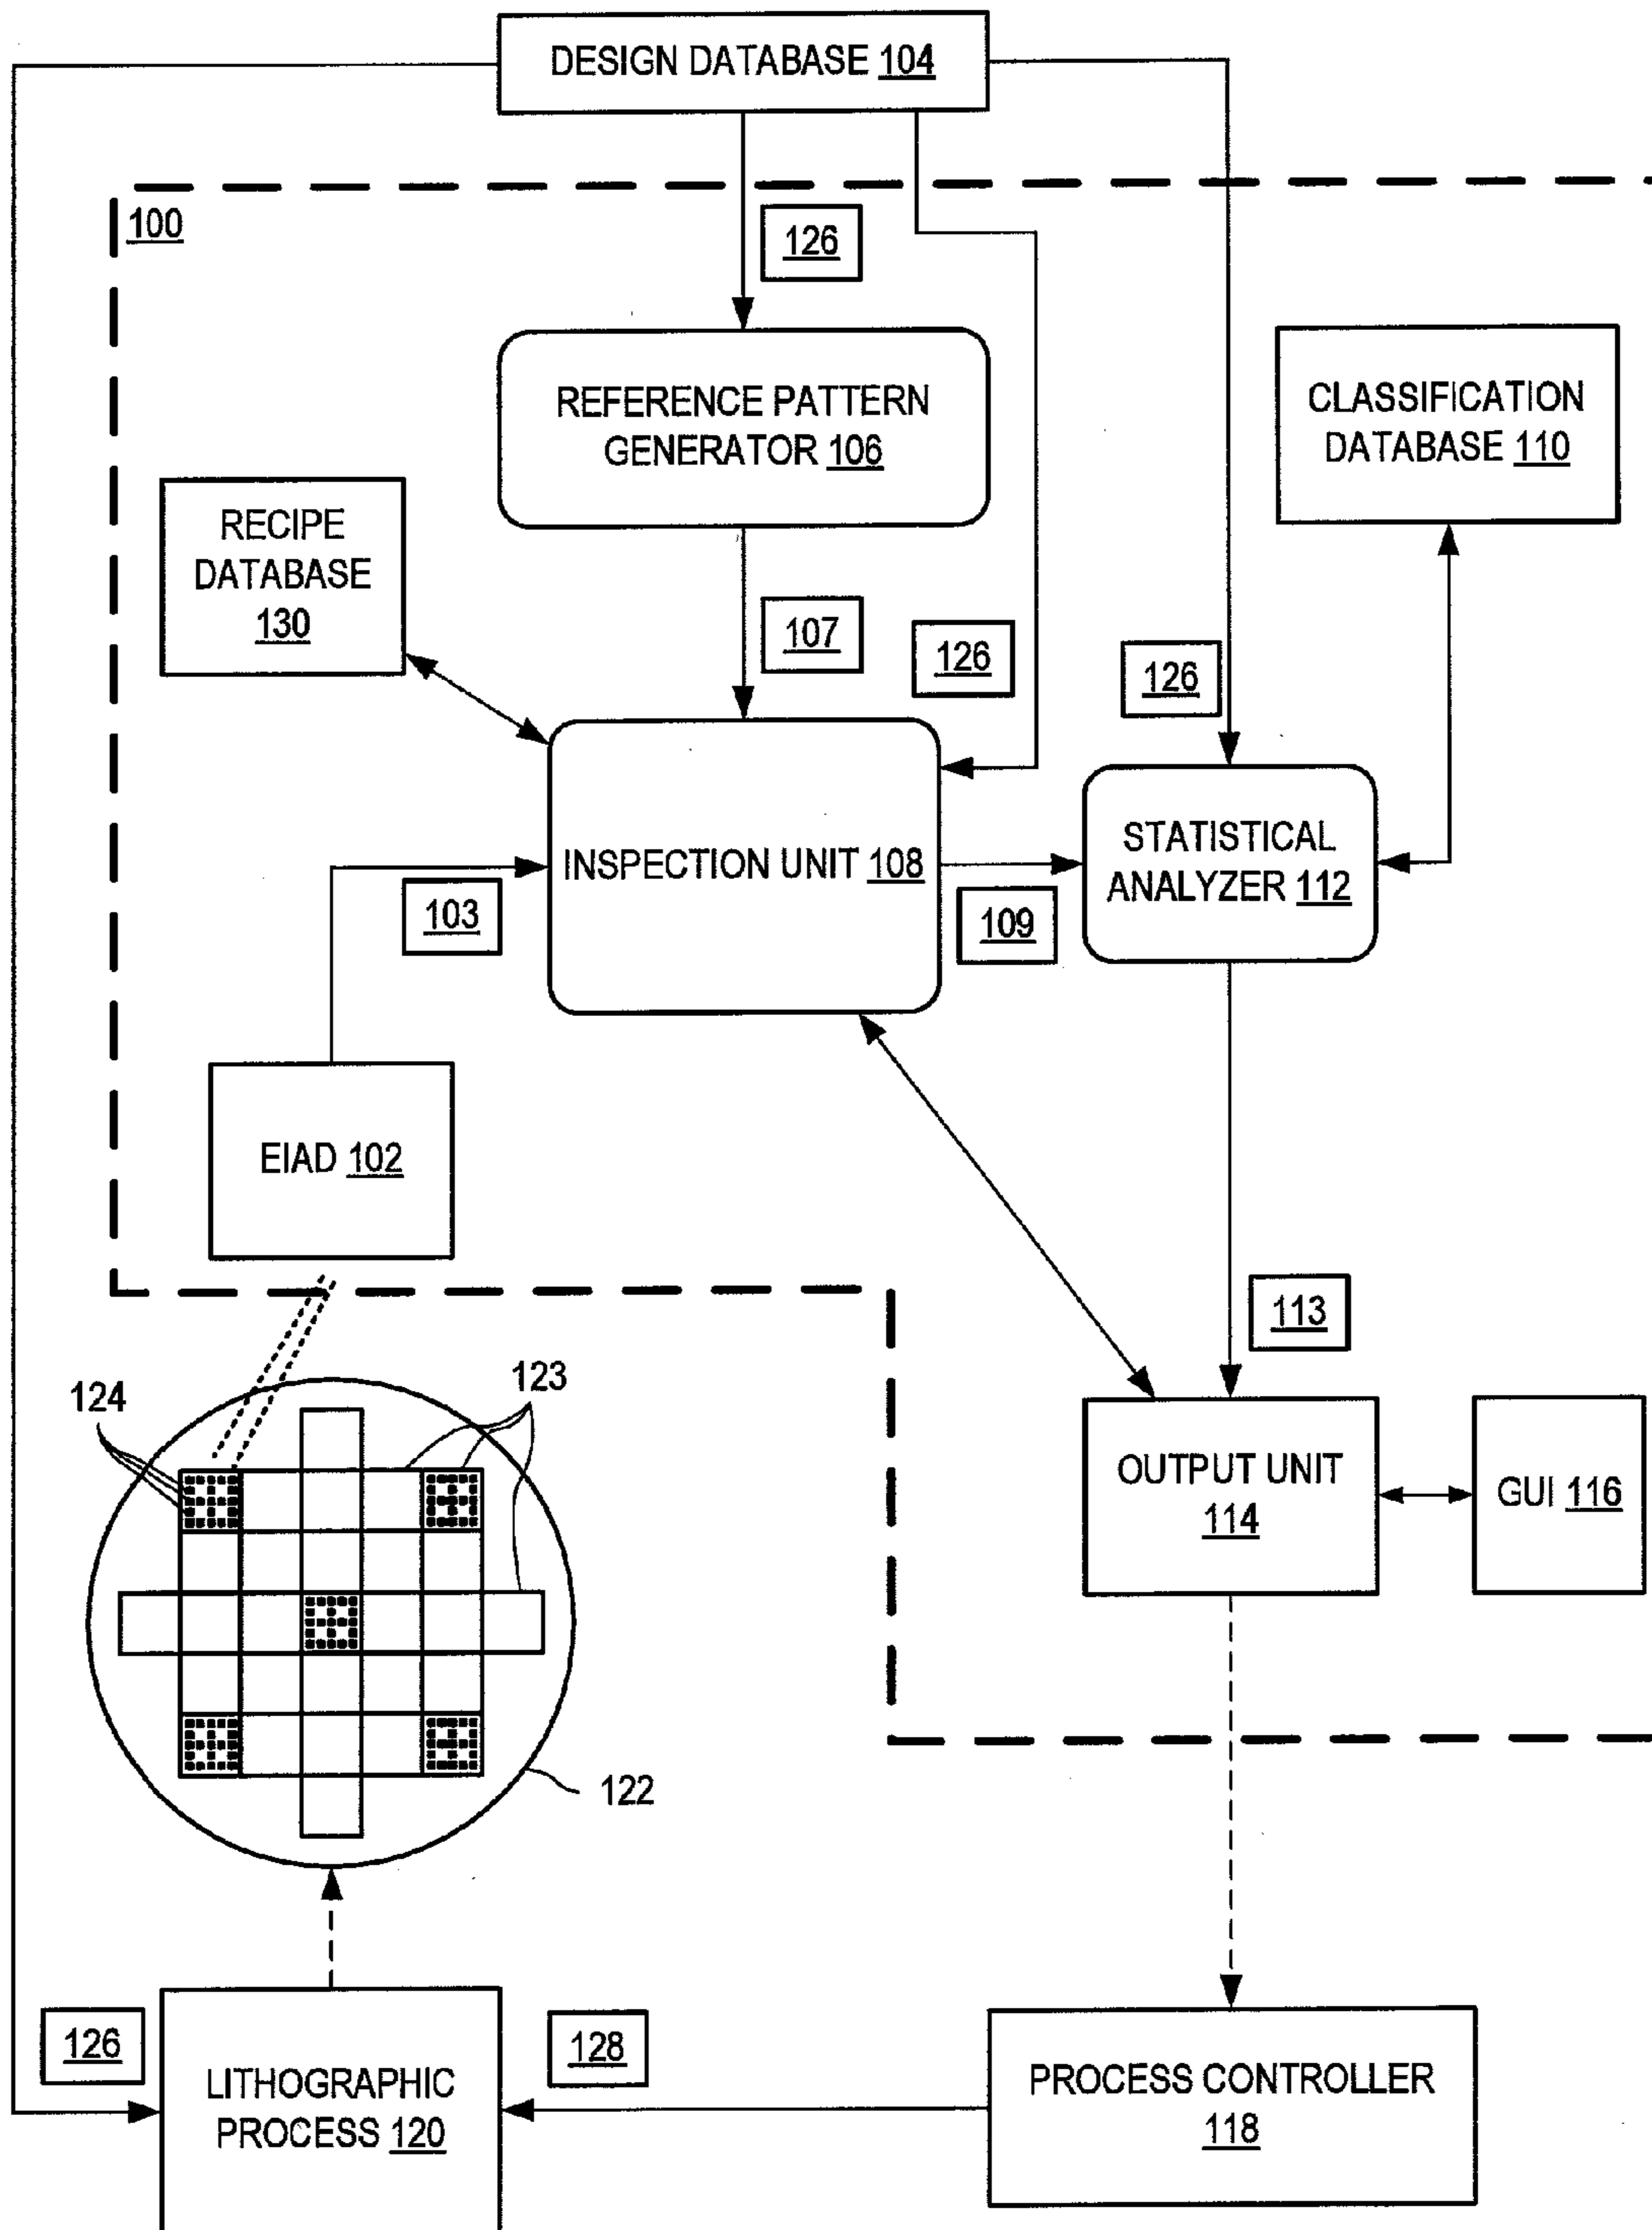 DESIGN DATABASE 104
100
126
REFERENCE PATTERN
GENERATOR 106
CLASSIFICATION
DATABASE 110
RECIPE
DATABASE
130
107
126
126
INSPECTION UNIT 108
STATISTICAL
ANALYZER 112
103
109
EIAD 102
113
124
123
OUTPUT UNIT
114
GUI 116
122
126
128
LITHOGRAPHIC
PROCESS 120
PROCESS CONTROLLER
118